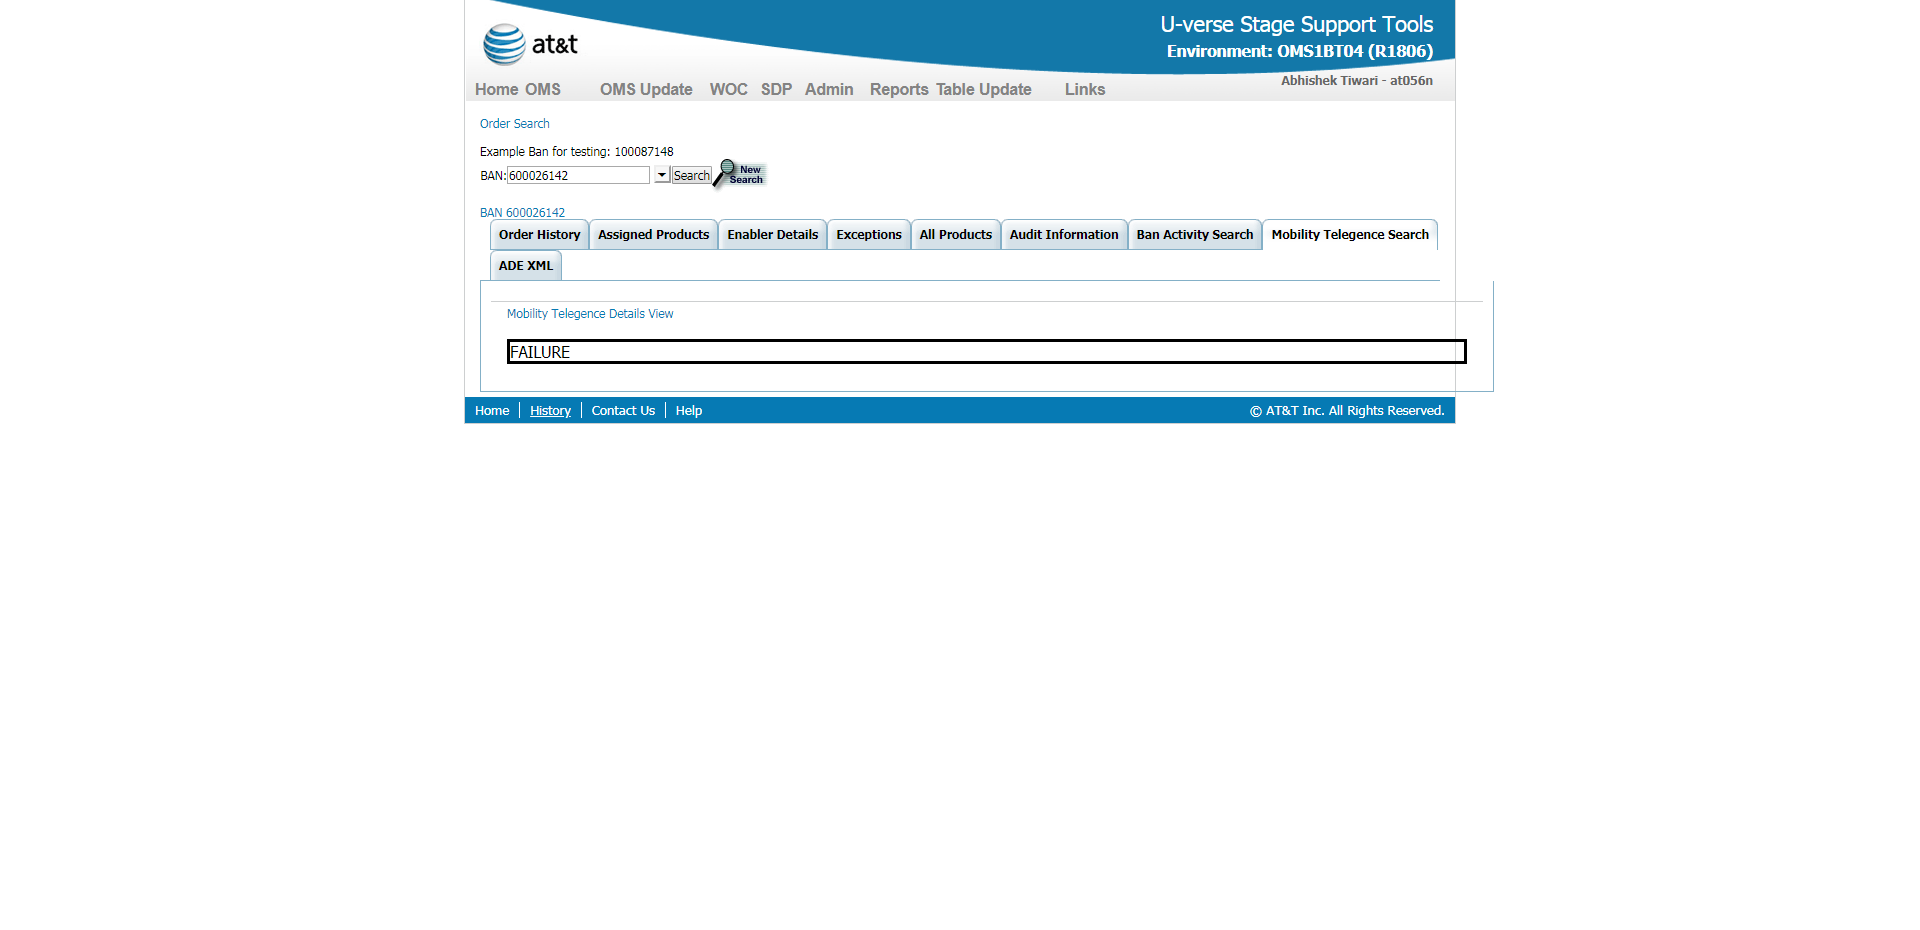 at&t
U-verse Stage Support Tools
Environment: OMS1BT04 (R1806)
Abhishek Tiwari - at056n
Home OMS OMS Update WOC SDP Admin Reports Table Update Links
Order Search
Example Ban for testing: 100087148
BAN: 600026142 Search New Search
BAN 600026142
Order History Assigned Products Enabler Details Exceptions All Products Audit Information Ban Activity Search Mobility Telegence Search
ADE XML
Mobility Telegence Details View
FAILURE
Home History Contact Us Help © AT&T Inc. All Rights Reserved.